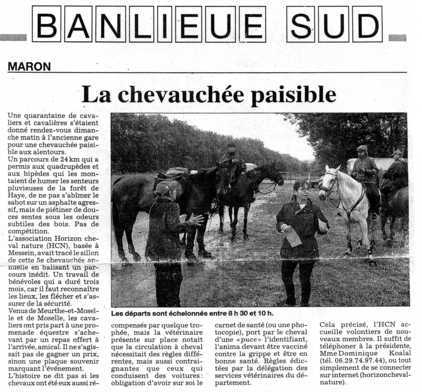 BANLIEUE SUD
MARON
La chevauchée paisible
Une quarantaine de cava-
liers et cavalières s'étaient
donné rendez-vous diman-
che matin à l'ancienne gare
pour une chevauchée paisi-
ble aux alentours.
Un parcours de 24 km qui a
permis aux quadrupèdes et
aux bipèdes qui les mon-
taient de humer les senteurs
pluvieuses de la forêt de
Haye, de ne pas s'abîmer le
sabot sur un asphalte agres-
sif, mais de piétiner de dou-
ces sentes sous les odeurs
subtiles des bois. Pas de
compétition.
L'association Horizon che-
val nature (HCN), basée à
Messein, avait tracé le sillon
de cette 5e chevauchée an-
nuelle en balisant un par-
cours inédit. Un travail de
bénévoles qui a duré trois
mois, car il faut reconnaître
les lieux, les flécher et s'as-
surer de la sécurité.
Venus de Meurthe-et-Mosel-
le et de Moselle, les cava-
liers ont pris part à une pro-
menade équestre s'ache-
vant par un repas offert à
l'arrivée, amical. Il ne s'agis-
sait pas de gagner un prix,
sinon une plaque souvenir
marquant l'événement.
L'histoire ne dit pas si les
chevaux ont été eux aussi ré-
Les départs se sont échelonnés entre 8 h 30 et 10 h.
compensés par quelque tro-
phée, mais la vétérinaire
présente sur place notait
que la circulation à cheval
nécessitait des règles diffé-
rentes, mais aussi contrai-
gnantes que ceux qui
conduisent des voitures:
obligation d'avoir sur soi le
carnet de santé (ou une pho-
tocopie), port par le cheval
d'une « puce » l'identifiant,
l'animal devant être vacciné
contre la grippe et être en
bonne santé. Règles édic-
tées par la délégation des
services vétérinaires du dé-
partement.
Cela précisé, l'HCN ac-
cueille volontiers de nou-
veaux membres. Il suffit de
téléphoner à la présidente,
Mme Dominique Koalal
(tél. 06.29.74.97.44), ou tout
simplement de se connecter
sur internet (horizoncheval-
nature).